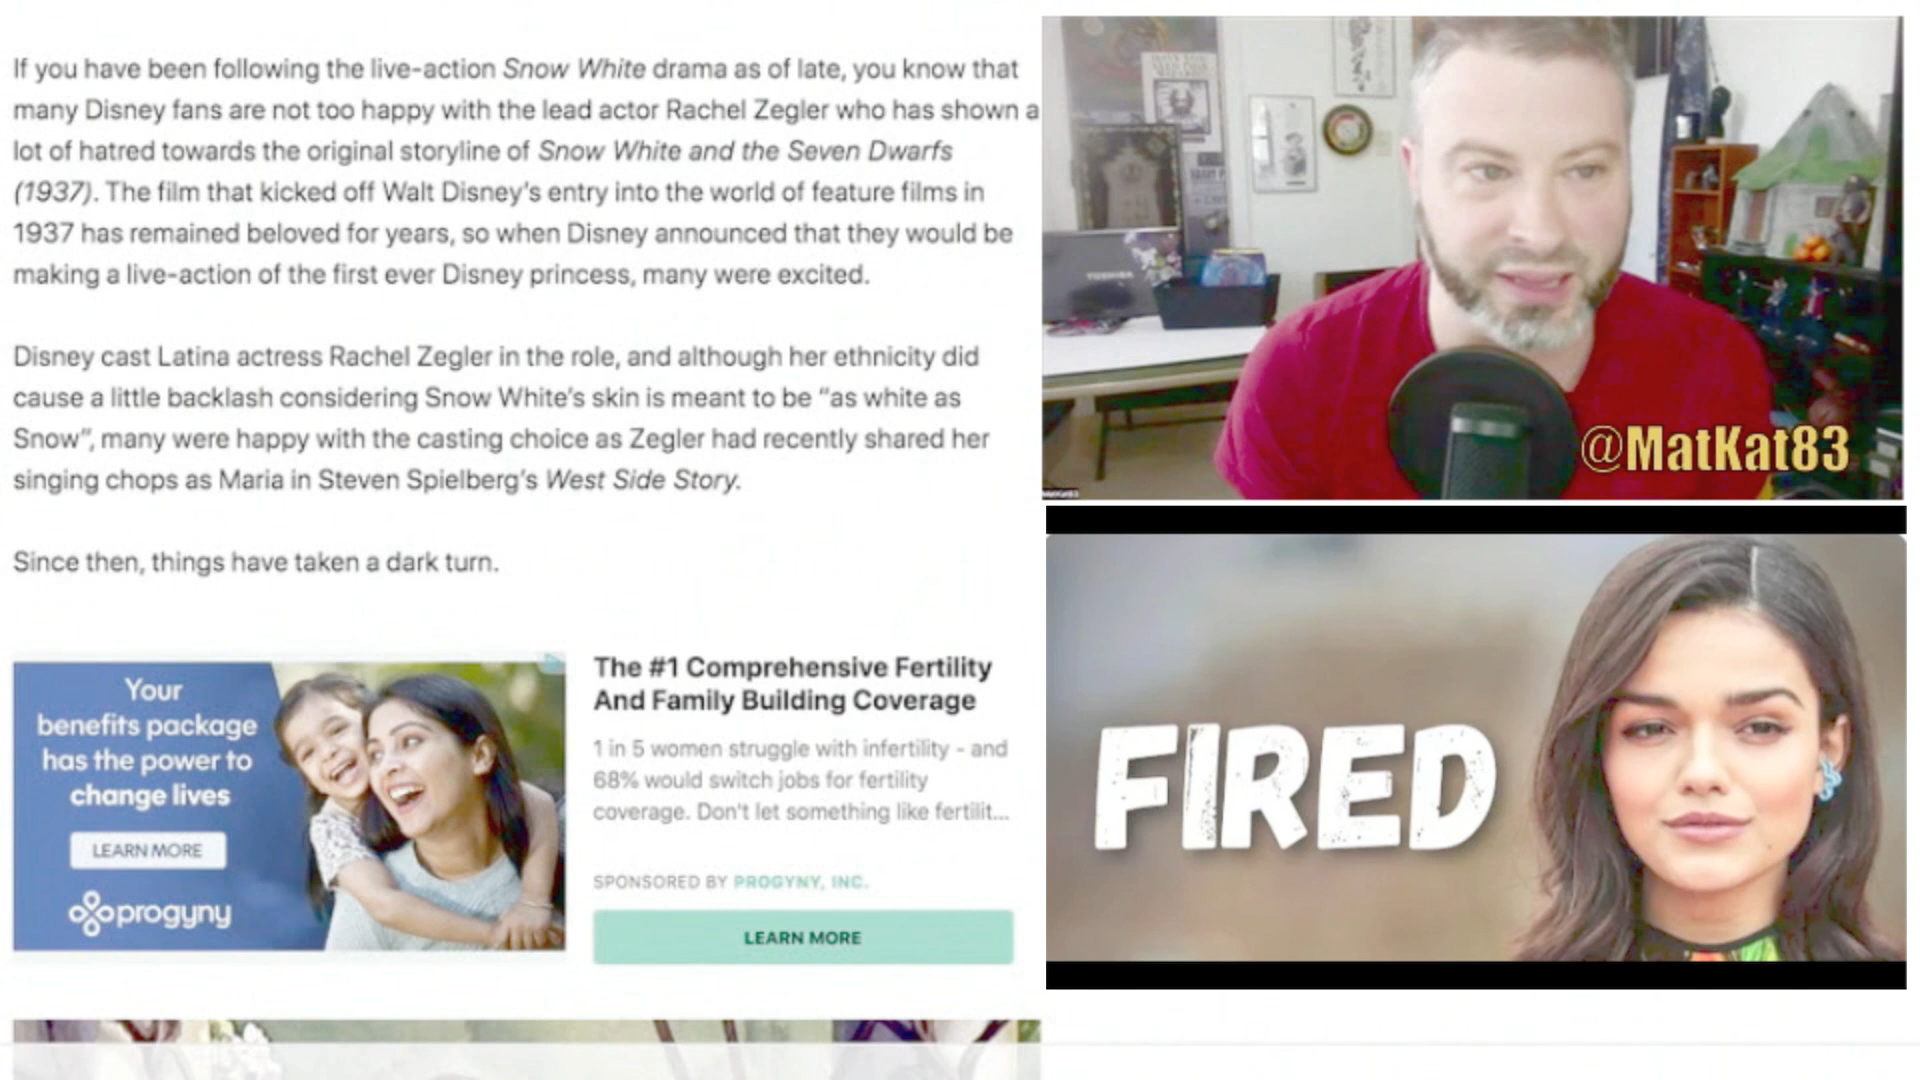 If you have been following the live-action Snow White drama as of late, you know that
many Disney fans are not too happy with the lead actor Rachel Zegler who has shown a
lot of hatred towards the original storyline of Snow White and the Seven Dwarfs
(1937). The film that kicked off Walt Disney's entry into the world of feature films in
1937 has remained beloved for years, so when Disney announced that they would be
making a live-action of the first ever Disney princess, many were excited.
Disney cast Latina actress Rachel Zegler in the role, and although her ethnicity did
cause a little backlash considering Snow White's skin is meant to be "as white as
Snow", many were happy with the casting choice as Zegler had recently shared her
singing chops as Maria in Steven Spielberg's West Side Story.
Since then, things have taken a dark turn.
Your
benefits package
has the power to
change lives
LEARN MORE
progyny
The #1 Comprehensive Fertility
And Family Building Coverage
1 in 5 women struggle with infertility - and
68% would switch jobs for fertility
coverage. Don't let something like fertilit...
SPONSORED BY PROGYNY, INC.
LEARN MORE
TOSHIBA
@MatKat83
FIRED